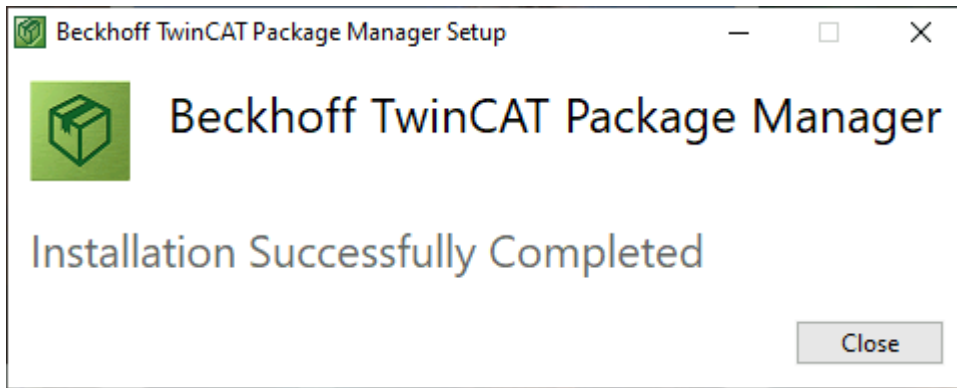 Beckhoff TwinCAT Package Manager Setup
Beckhoff TwinCAT Package Manager
Installation Successfully Completed
Close